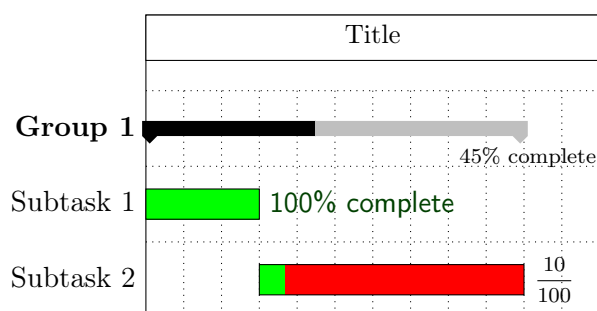 Title
Group 1
45% complete
Subtask 1 100% complete
Subtask 2 10/100